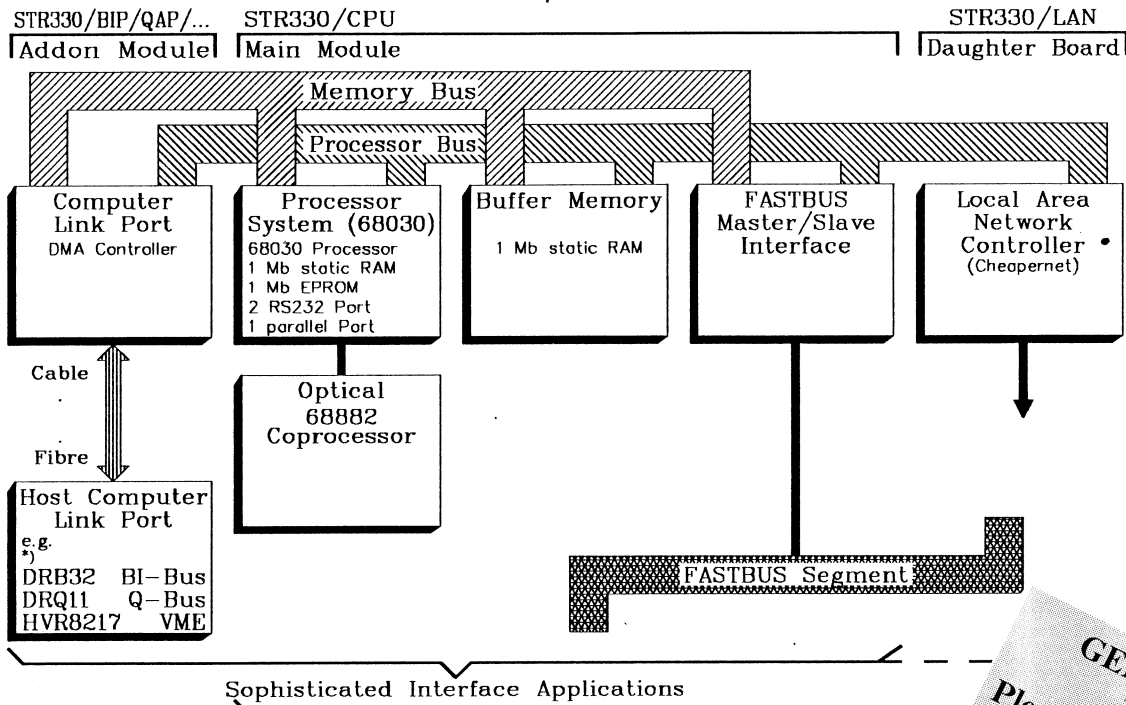 STR330/BIP/QAP/... STR330/CPU STR330/LAN
Addon Module Main Module Daughter Board
Memory Bus
Processor Bus
Computer
Link Port
DMA Controller
Processor
System (68030)
68030 Processor
1 Mb static RAM
1 Mb EPROM
2 RS232 Port
1 parallel Port
Buffer Memory
1 Mb static RAM
FASTBUS
Master/Slave
Interface
Local Area
Network
Controller
(Cheapernet)
Cable
Fibre
Optical
68882
Coprocessor
Host Computer
Link Port
e.g.
*)
DRB32 BI-Bus
DRQ11 Q-Bus
HVR8217 VME
FASTBUS Segment
Sophisticated Interface Applications